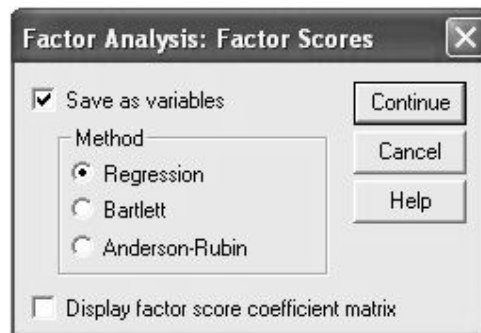 Factor Analysis: Factor Scores
Save as variables
Continue
Method
Cancel
Regression
Help
Bartlett
Anderson-Rubin
Display factor score coefficient matrix